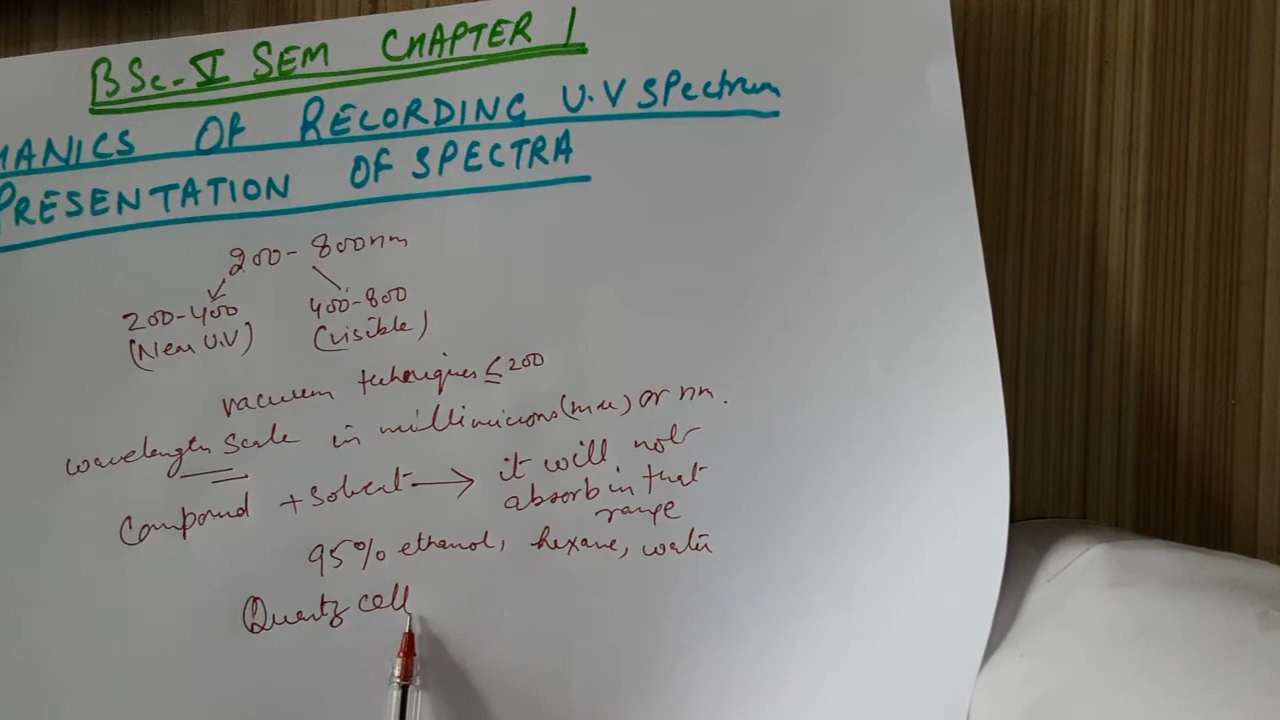 BSc-V SEM CHAPTER 1
HANICS OF RECORDING U.V Spectrum
PRESENTATION OF SPECTRA
200-800nm
200-400 400-800
(Near U.V) (visible)
vacuum techniques ≤ 200
wavelength scale in millimicrons (mu) or nm.
Compound + Solvent → it will not
absorb in that
range
95% ethanol, hexane, water
Quartz cell